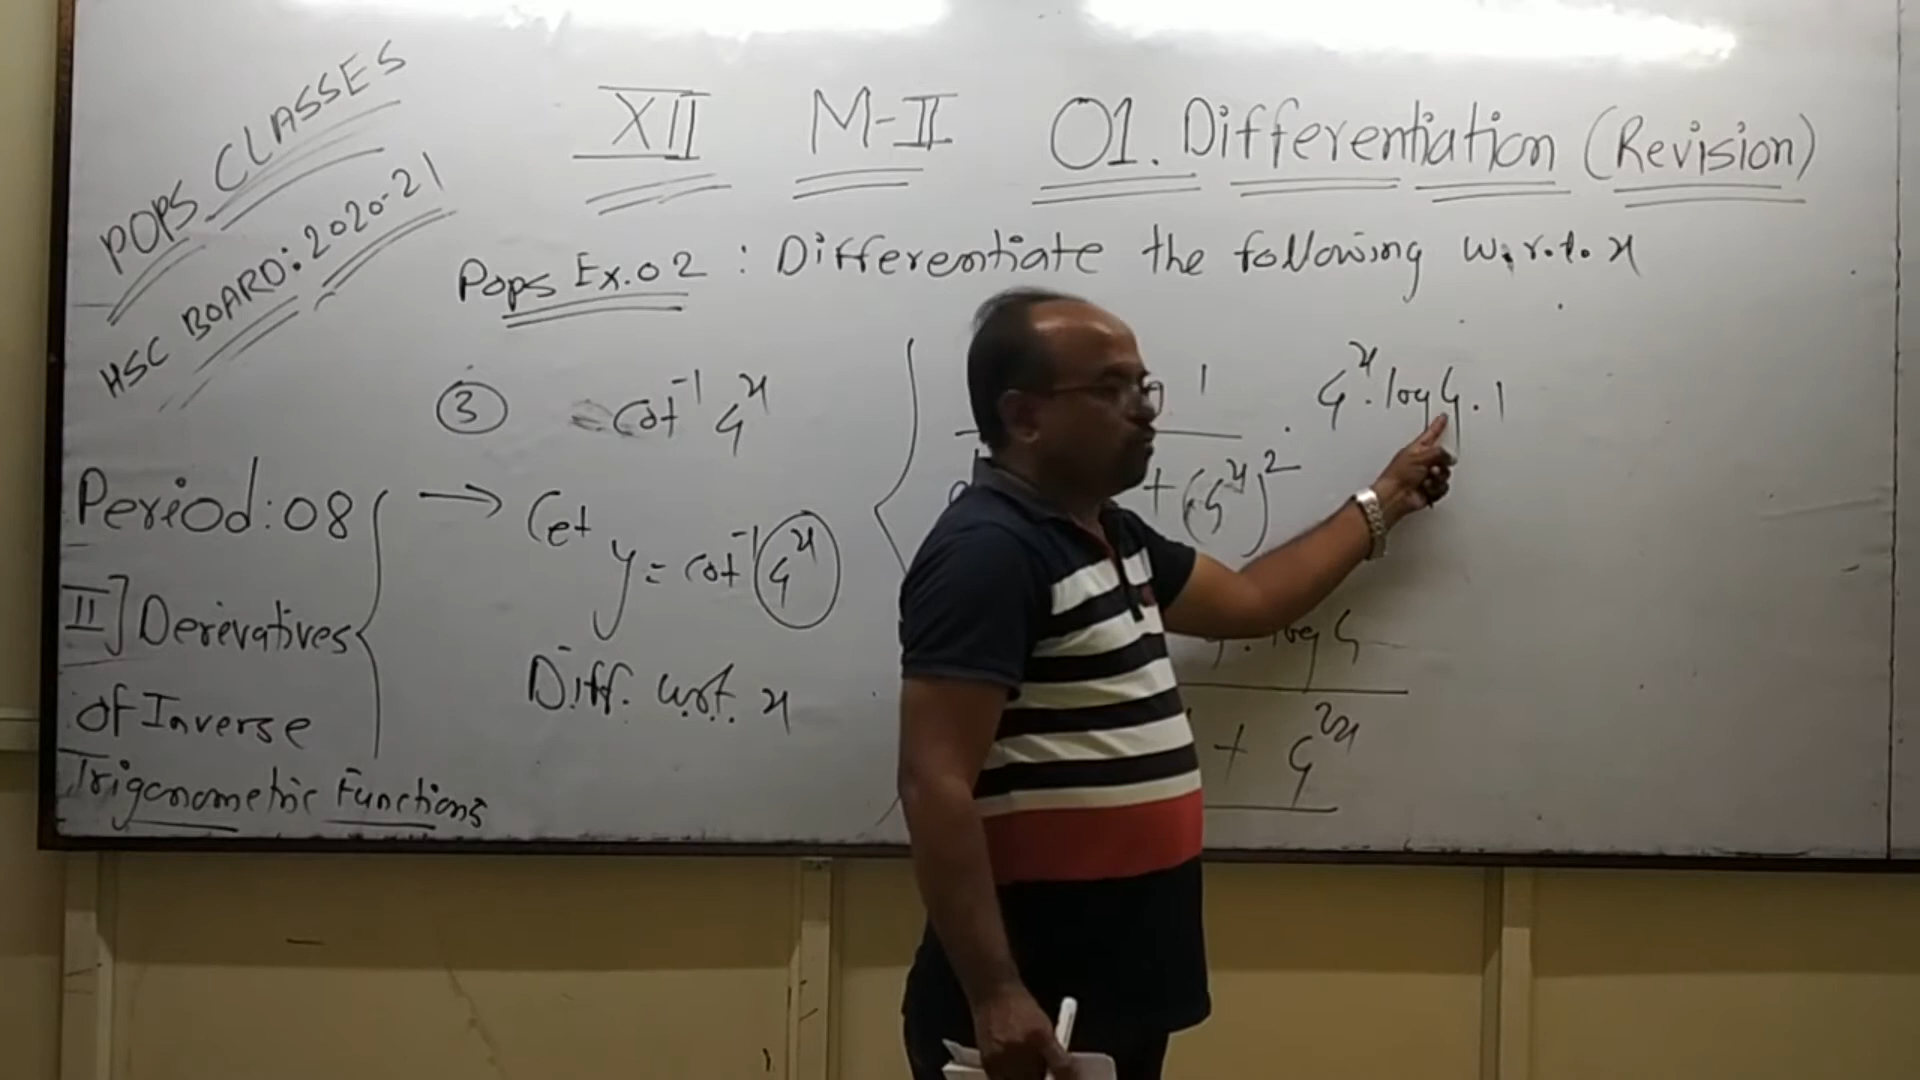 POPS CLASSES
HSC BOARD: 2020-21
XII M-II 01. Differentiation (Revision)
Pops Ex.02 : Differentiate the following w.r.t. x
③ cot⁻¹ 4ˣ
Period: 08
II] Derivatives
of Inverse
Trigonometric Functions
→ Let
y = cot⁻¹ (4ˣ)
Diff. w.r.t. x
1 . 4ˣ . log 4 . 1
+ (4ˣ)²
4 . log 4
+ 4²ˣ